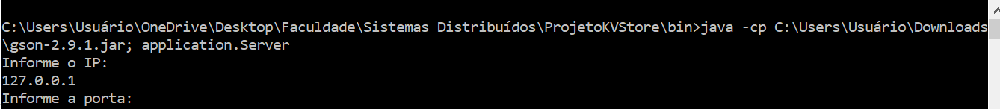 C:\Users\Usuário\OneDrive\Desktop\Faculdade\Sistemas Distribuídos\ProjetoKVStore\bin>java -cp C:\Users\Usuário\Downloads
\gson-2.9.1.jar; application.Server
Informe o IP:
127.0.0.1
Informe a porta: